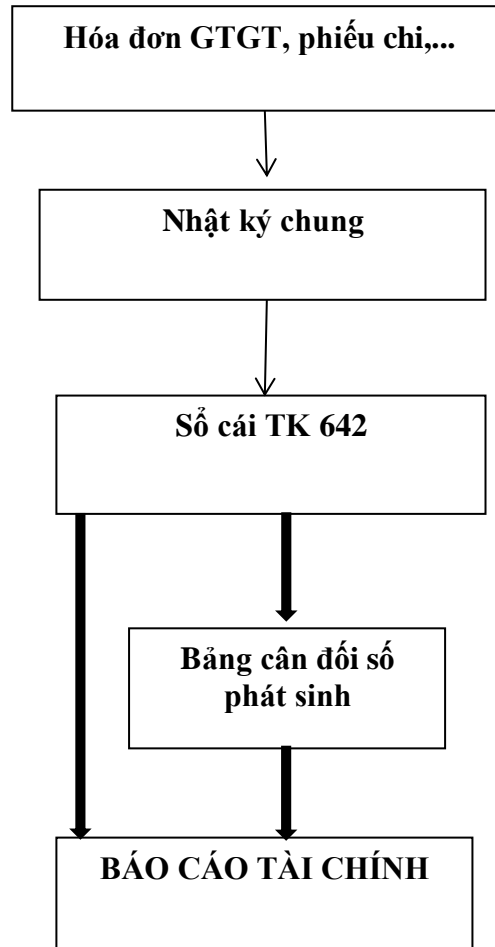 Hóa đơn GTGT, phiếu chi,...
Nhật ký chung
Sổ cái TK 642
Bảng cân đối số
phát sinh
BÁO CÁO TÀI CHÍNH